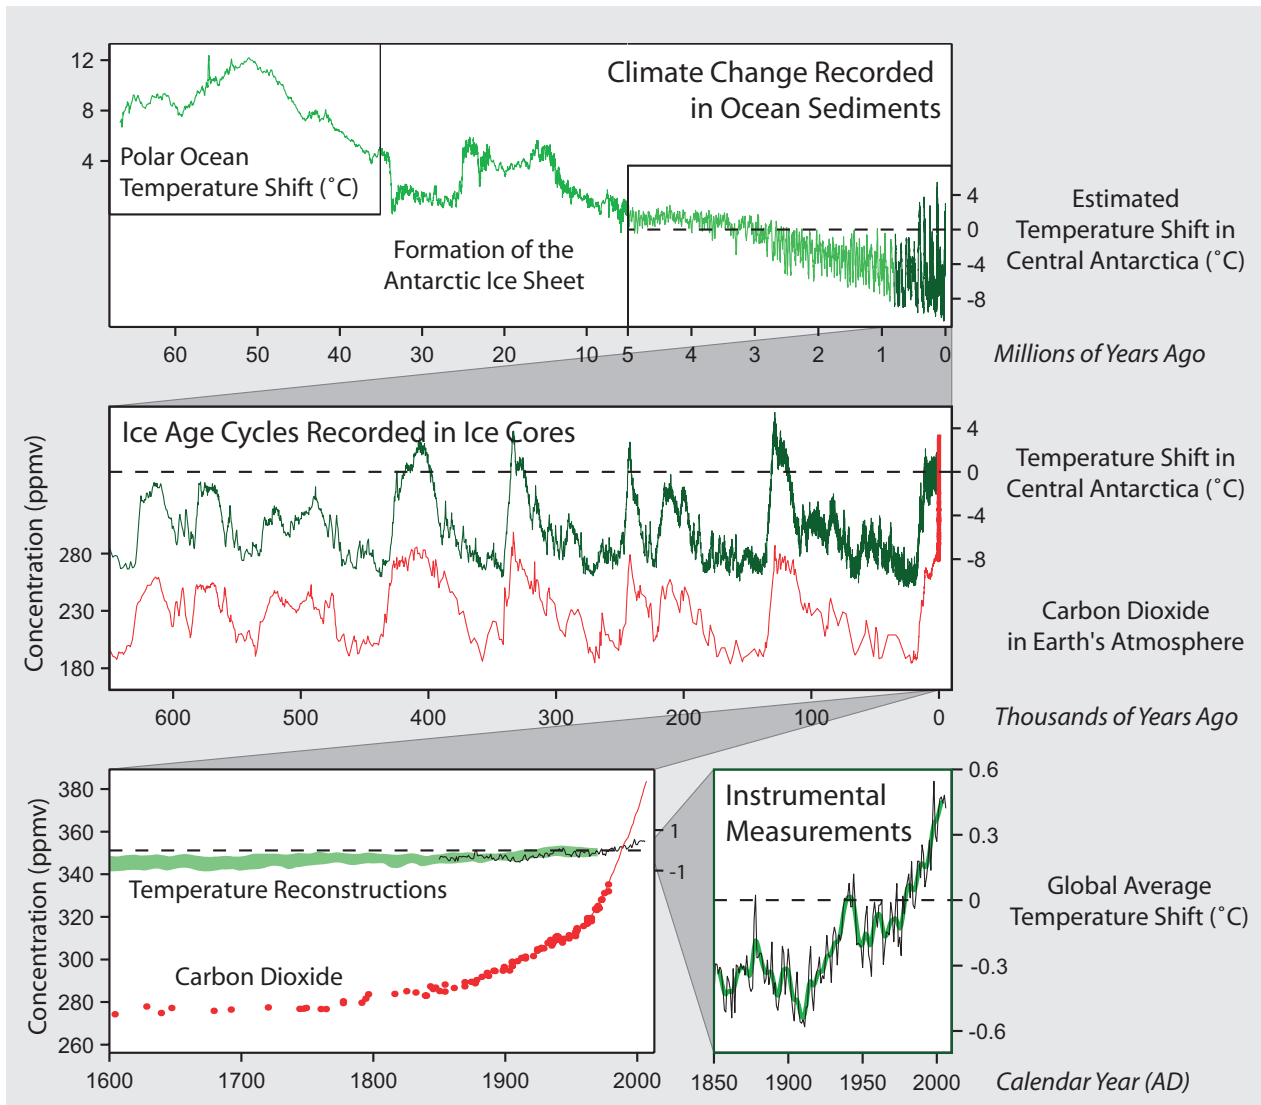 12
8
4
Climate Change Recorded
in Ocean Sediments
Polar Ocean
Temperature Shift (˚C)
Formation of the
Antarctic Ice Sheet
4
0
-4
-8
Estimated
Temperature Shift in
Central Antarctica (˚C)
60 50 40 30 20 10 5 4 3 2 1 0
Millions of Years Ago
Ice Age Cycles Recorded in Ice Cores
Concentration (ppmv)
280
230
180
4
0
-4
-8
Temperature Shift in
Central Antarctica (˚C)
Carbon Dioxide
in Earth's Atmosphere
600 500 400 300 200 100 0
Thousands of Years Ago
Concentration (ppmv)
380
360
340
320
300
280
260
1
-1
Temperature Reconstructions
Carbon Dioxide
1600 1700 1800 1900 2000
Instrumental
Measurements
0.6
0.3
0
-0.3
-0.6
Global Average
Temperature Shift (˚C)
1850 1900 1950 2000
Calendar Year (AD)